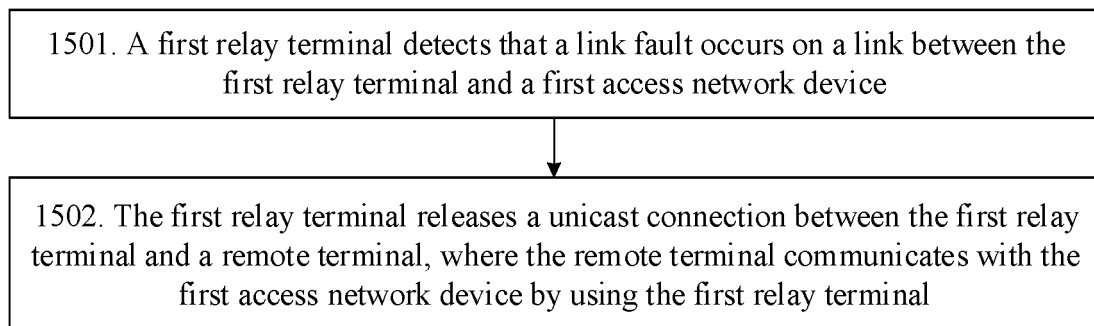 1501. A first relay terminal detects that a link fault occurs on a link between the
first relay terminal and a first access network device
1502. The first relay terminal releases a unicast connection between the first relay
terminal and a remote terminal, where the remote terminal communicates with the
first access network device by using the first relay terminal